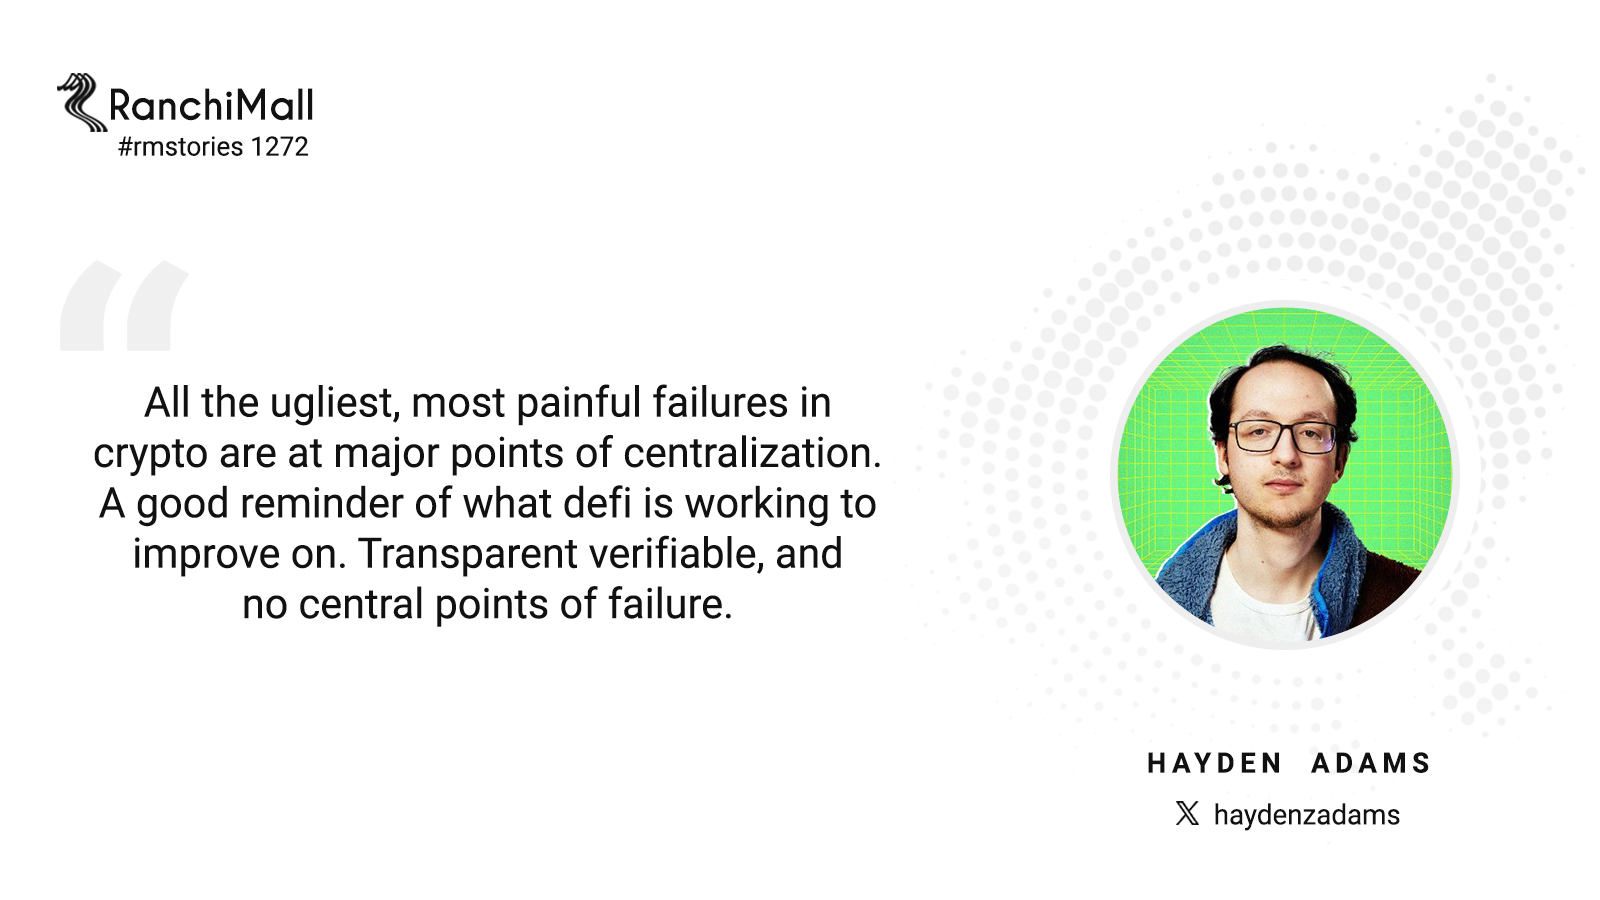 RanchiMall
#rmstories 1272
“
All the ugliest, most painful failures in
crypto are at major points of centralization.
A good reminder of what defi is working to
improve on. Transparent verifiable, and
no central points of failure.
HAYDEN ADAMS
𝕏 haydenzadams